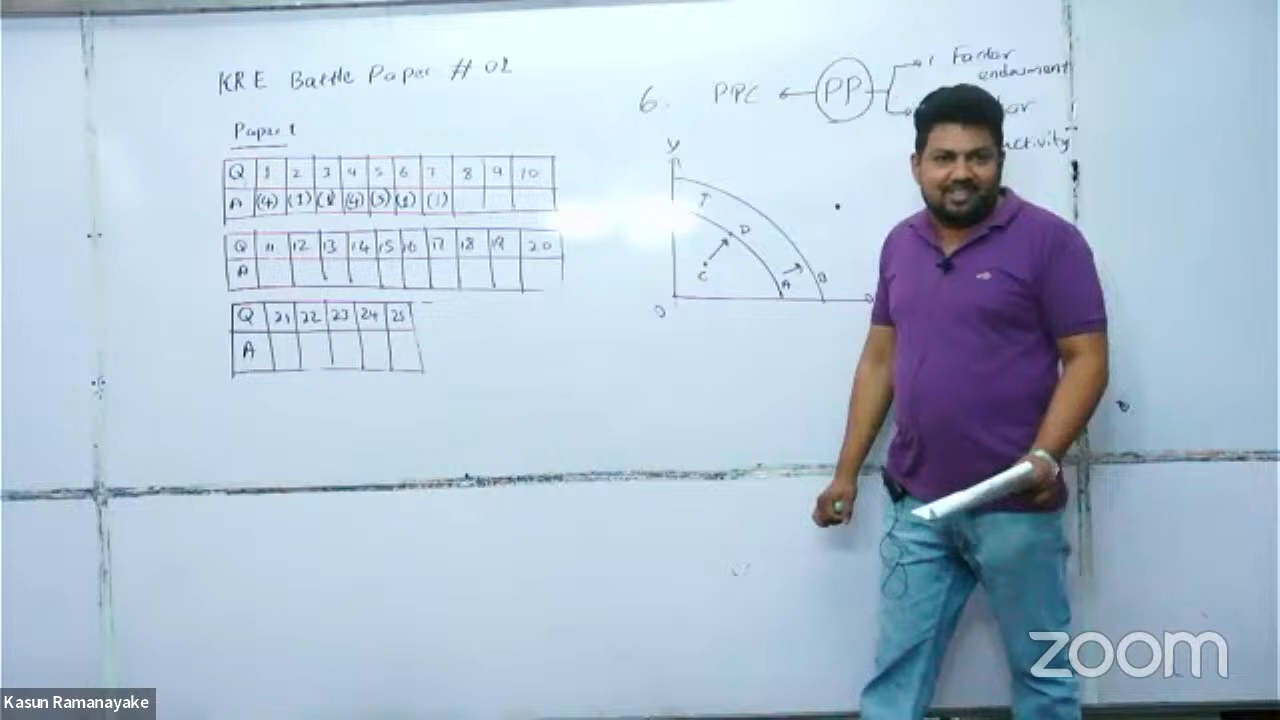 KRE Battle Paper # 02
Paper 1
Q 1 2 3 4 5 6 7 8 9 10
A (4) (1) (4) (1) (1)
Q 11 12 13 14 15 16 17 18 19 20
A
Q 21 22 23 24 25
A
6. PPC ← PP
1 Factor
endowment
Y
T
D
C
A
B
O
Kasun Ramanayake
zoom